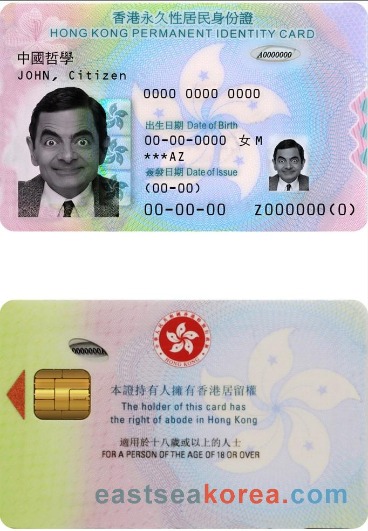 香港永久性居民身份證
HONG KONG PERMANENT IDENTITY CARD
中國哲學
A0000000
JOHN, Citizen
0000 0000 0000
出生日期 Date of Birth
00-00-0000 女 M
***AZ
簽發日期 Date of Issue
(00-00)
00-00-00 Z000000(0)
0000000A
HONG KONG
本證持有人擁有香港居留權
The holder of this card has
the right of abode in Hong Kong
適用於十八歲或以上的人士
FOR A PERSON OF THE AGE OF 18 OR OVER
eastseakorea.com